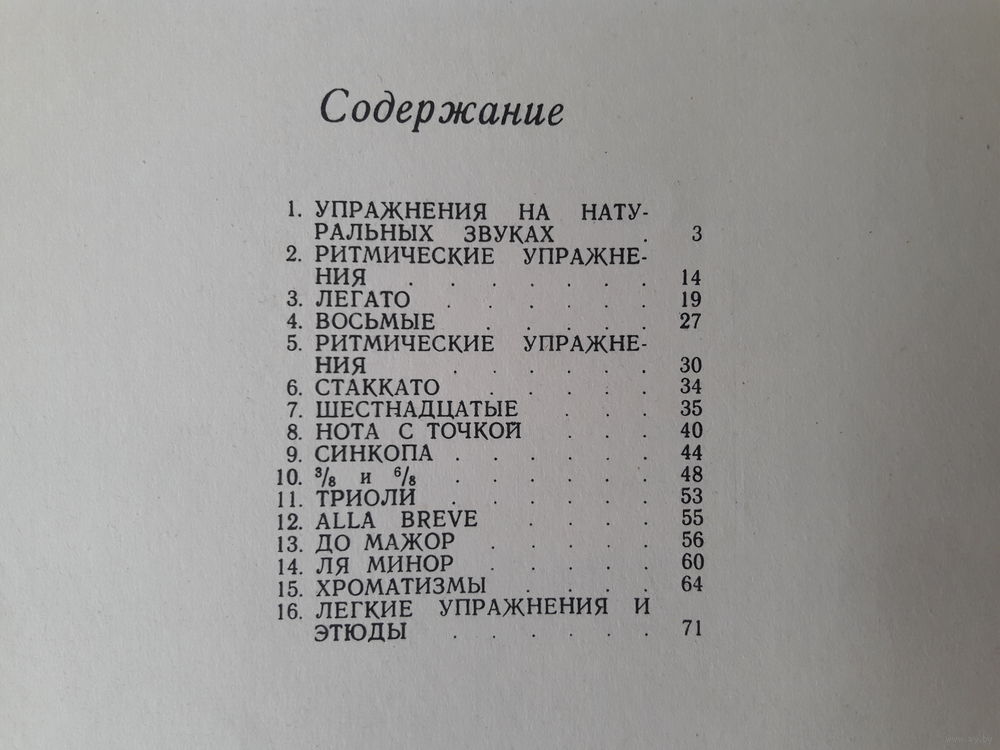 Содержание
1. УПРАЖНЕНИЯ НА НАТУ-
РАЛЬНЫХ ЗВУКАХ . 3
2. РИТМИЧЕСКИЕ УПРАЖНЕ-
НИЯ . . . . . . . 14
3. ЛЕГАТО . . . . . . 19
4. ВОСЬМЫЕ . . . . . 27
5. РИТМИЧЕСКИЕ УПРАЖНЕ-
НИЯ . . . . . . 30
6. СТАККАТО . . . . . 34
7. ШЕСТНАДЦАТЫЕ . . . 35
8. НОТА С ТОЧКОЙ . . . 40
9. СИНКОПА . . . . . . 44
10. ³/₈ и ⁶/₈ . . . . . . 48
11. ТРИОЛИ . . . . . . 53
12. ALLA BREVE . . . . 55
13. ДО МАЖОР . . . . . 56
14. ЛЯ МИНОР . . . . . 60
15. ХРОМАТИЗМЫ . . . . 64
16. ЛЕГКИЕ УПРАЖНЕНИЯ И
ЭТЮДЫ . . . . . . 71